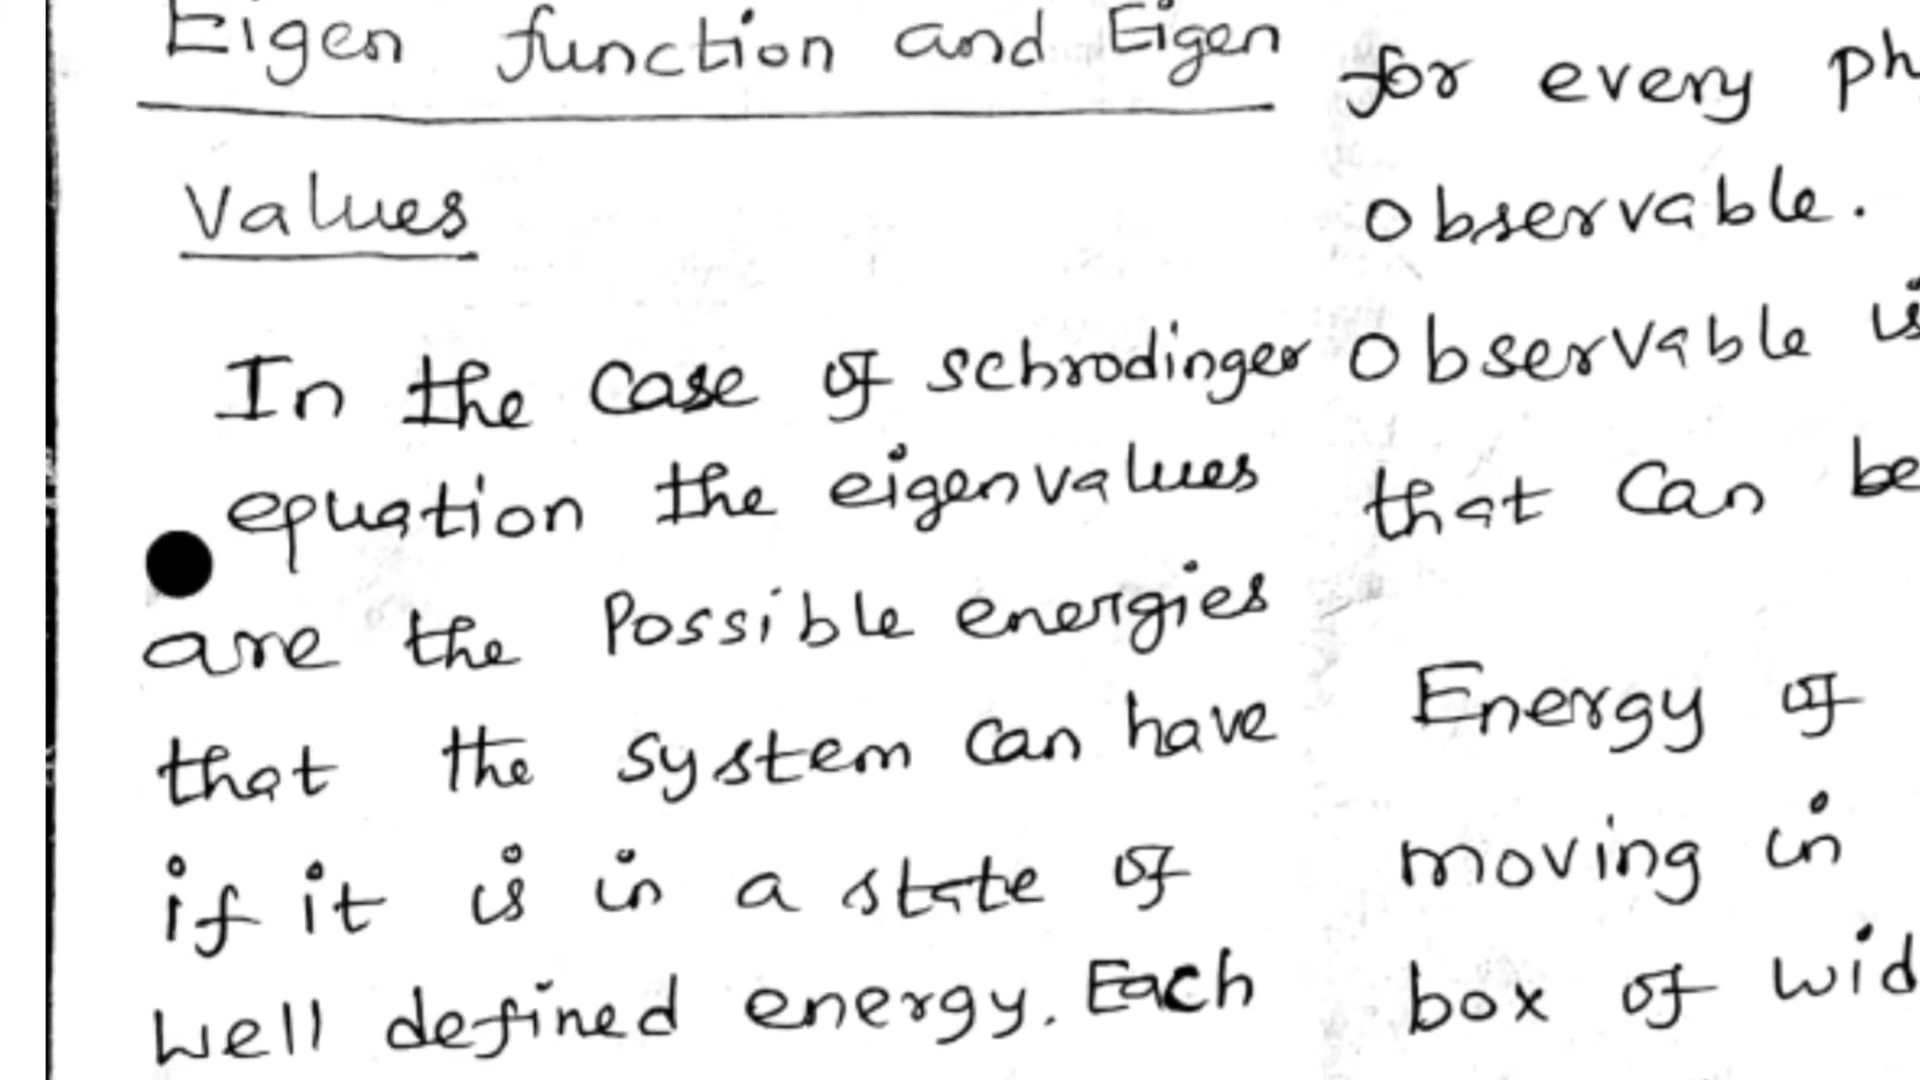 Eigen function and Eigen
Values
In the case of schrodinger
equation the eigenvalues
are the Possible energies
that the system can have
if it is in a state of
well defined energy. Each
for every
Observable.
Observable is
that Can be
Energy of
moving in
box of